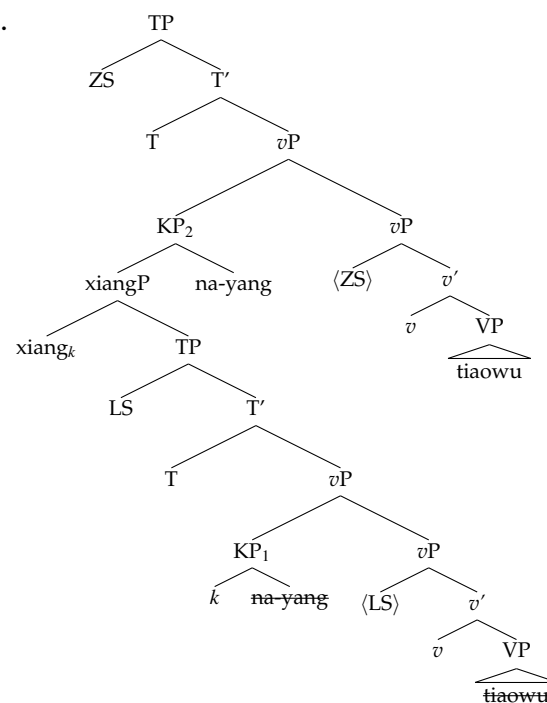 .
TP
ZS T′
T vP
KP₂ vP
xiangP na-yang ⟨ZS⟩ v′
xiangₖ TP v VP
tiaowu
LS T′
T vP
KP₁ vP
k na-yang ⟨LS⟩ v′
v VP
tiaowu